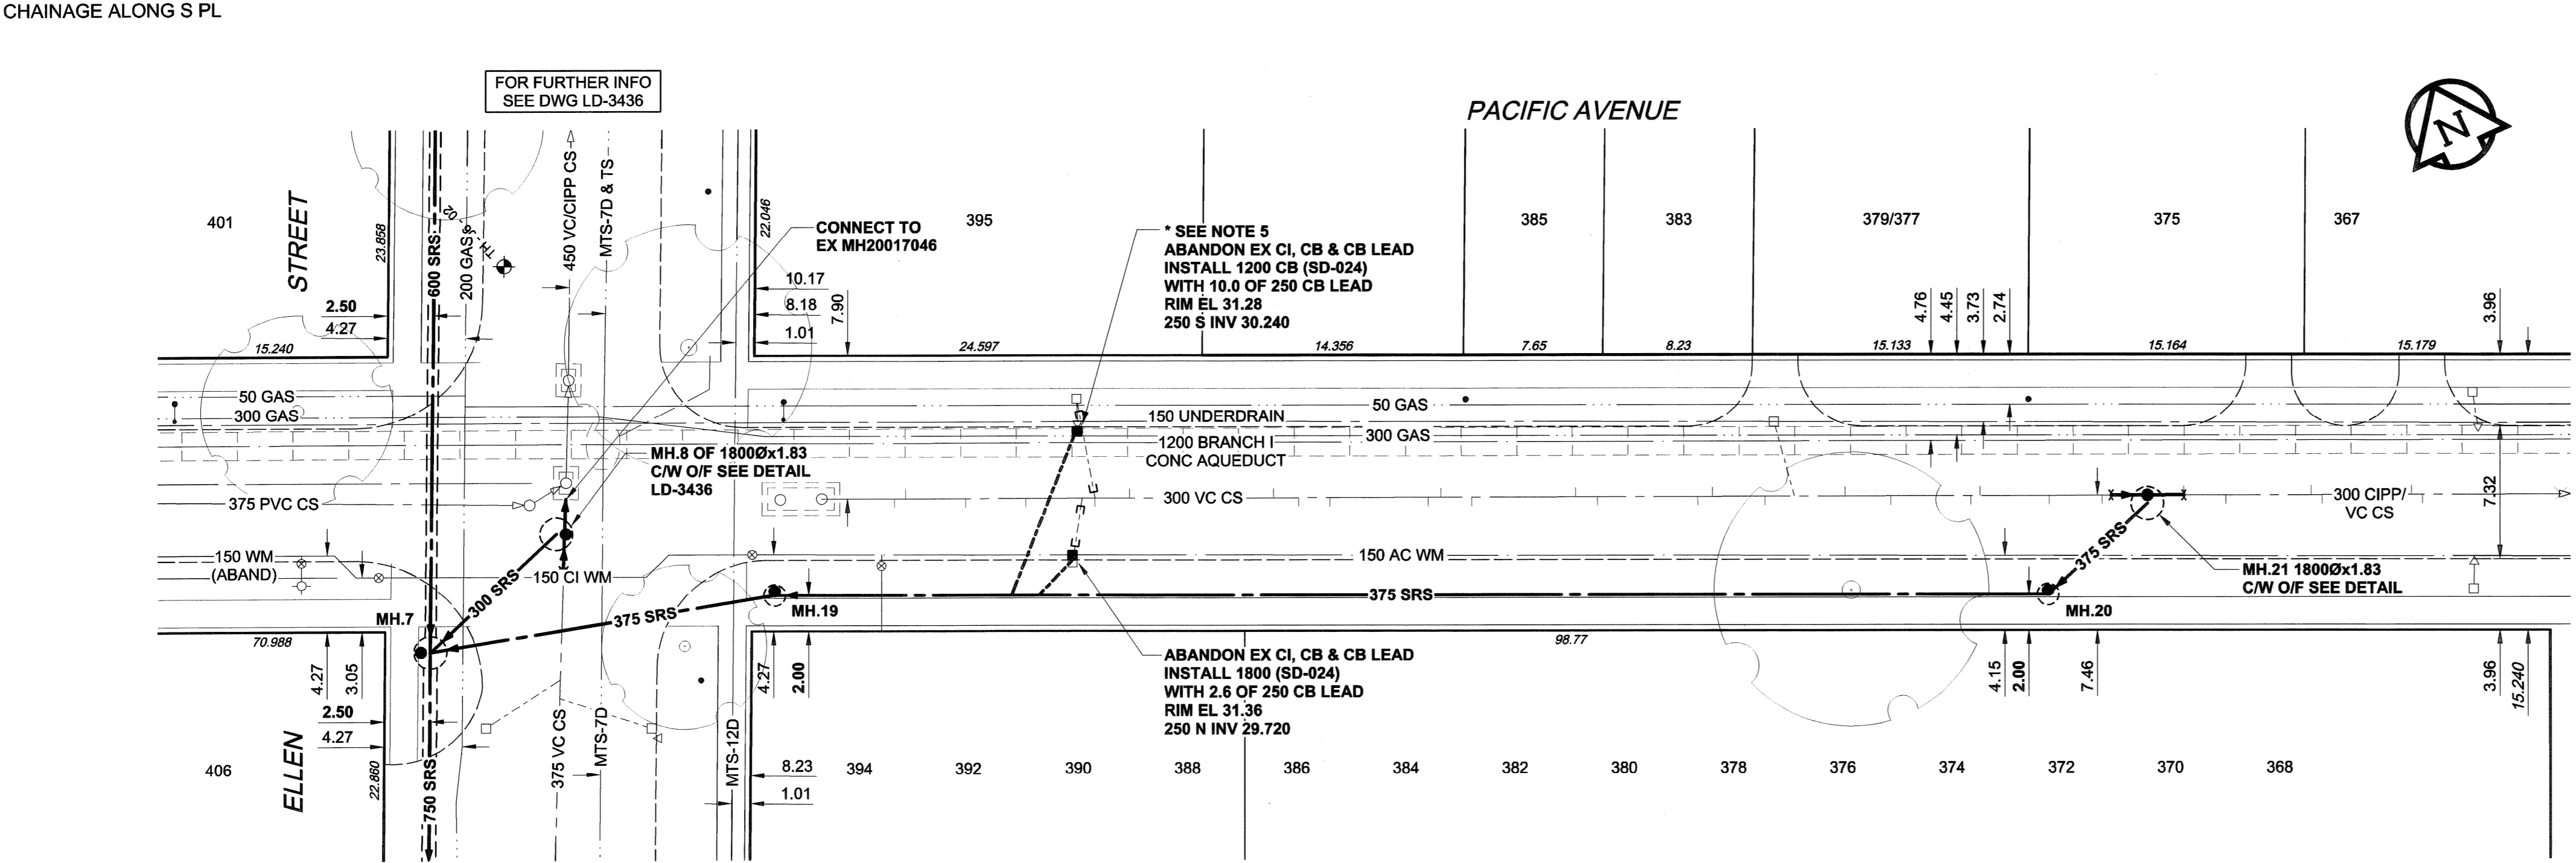 CHAINAGE ALONG S PL
FOR FURTHER INFO
SEE DWG LD-3436
PACIFIC AVENUE
N
401
STREET
23.858
600 SRS
200 GAS
TH-J6-02
450 VC/CIPP CS
MTS-7D & TS
22.046
CONNECT TO
EX MH20017046
395
* SEE NOTE 5
ABANDON EX CI, CB & CB LEAD
INSTALL 1200 CB (SD-024)
WITH 10.0 OF 250 CB LEAD
RIM EL 31.28
250 S INV 30.240
385
383
379/377
375
367
2.50
4.27
10.17
8.18
1.01
7.90
4.76
4.45
3.73
2.74
3.96
15.240
24.597
14.356
7.65
8.23
15.133
15.164
15.179
50 GAS
300 GAS
50 GAS
150 UNDERDRAIN
300 GAS
1200 BRANCH I
CONC AQUEDUCT
MH.8 OF 1800Øx1.83
C/W O/F SEE DETAIL
LD-3436
375 PVC CS
300 VC CS
300 CIPP/
VC CS
7.32
150 WM
(ABAND)
150 CI WM
150 AC WM
375 SRS
MH.21 1800Øx1.83
C/W O/F SEE DETAIL
300 SRS
MH.7
375 SRS
MH.19
375 SRS
MH.20
70.988
98.77
4.27
3.05
4.27
2.00
4.15
2.00
7.46
3.96
15.240
ABANDON EX CI, CB & CB LEAD
INSTALL 1800 (SD-024)
WITH 2.6 OF 250 CB LEAD
RIM EL 31.36
250 N INV 29.720
2.50
4.27
406
ELLEN
22.860
750 SRS
375 VC CS
MTS-7D
MTS-12D
8.23
1.01
394
392
390
388
386
384
382
380
378
376
374
372
370
368